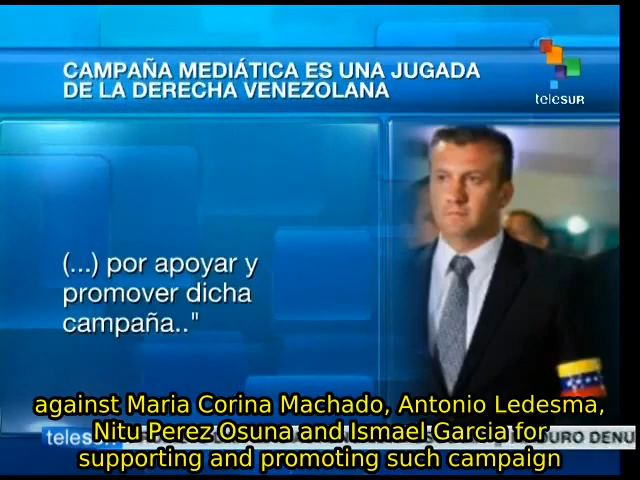 CAMPAÑA MEDIÁTICA ES UNA JUGADA
DE LA DERECHA VENEZOLANA
teleSUR
(...) por apoyar y
promover dicha
campaña.."
against Maria Corina Machado, Antonio Ledesma,
Nitu Perez Osuna and Ismael Garcia for
supporting and promoting such campaign
telesur
DURO DENU